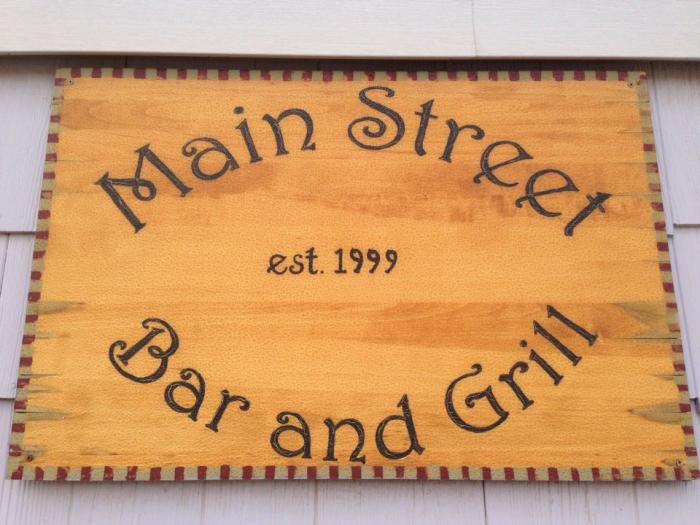 Main Street
est. 1999
Bar and Grill